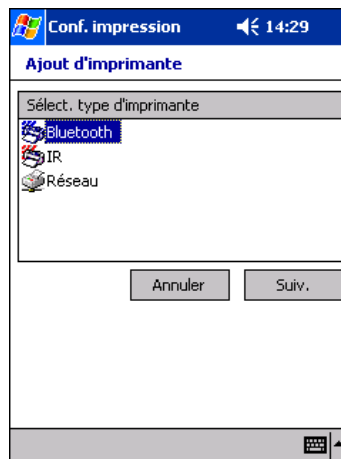 Conf. impression 14:29
Ajout d'imprimante
Sélect. type d'imprimante
Bluetooth
IR
Réseau
Annuler Suiv.